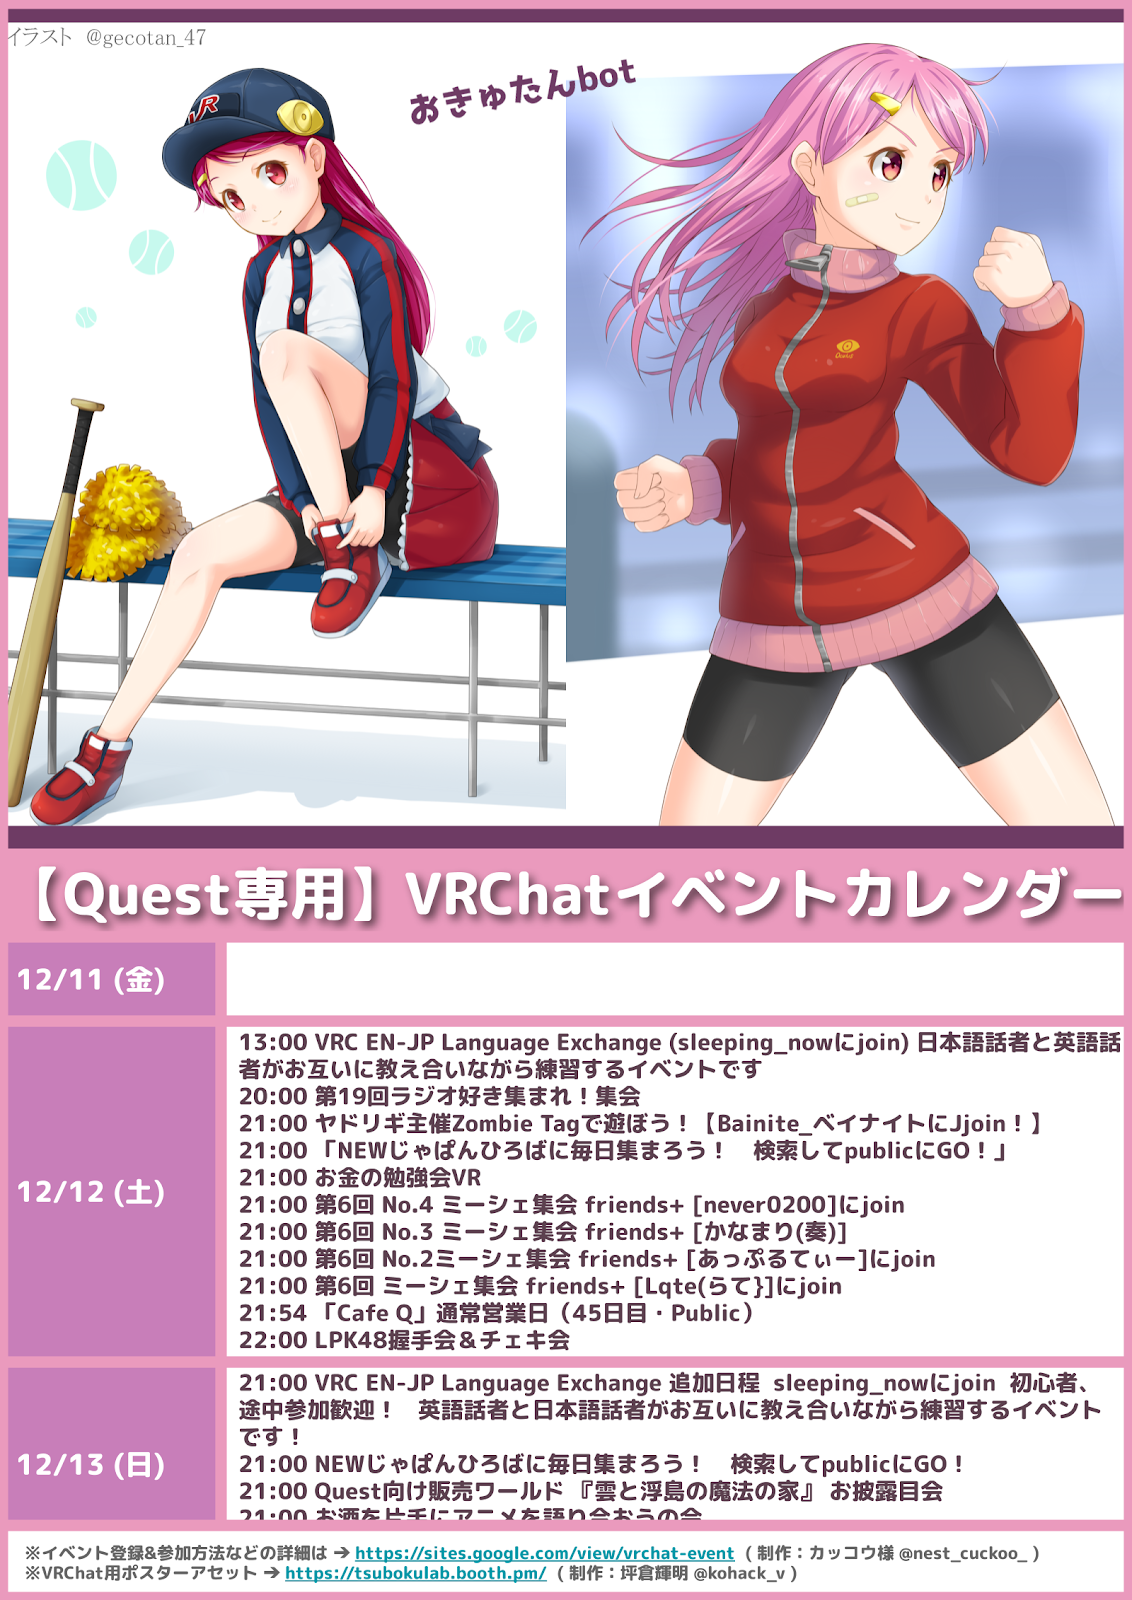 イラスト @gecotan_47
おきゅたんbot
VR
Quest
【Quest専用】VRChatイベントカレンダー
12/11 (金)
12/12 (土)
13:00 VRC EN-JP Language Exchange (sleeping_nowにjoin) 日本語話者と英語話
者がお互いに教え合いながら練習するイベントです
20:00 第19回ラジオ好き集まれ！集会
21:00 ヤドリギ主催Zombie Tagで遊ぼう！【Bainite_ベイナイトにJjoin！】
21:00 「NEWじゃぱんひろばに毎日集まろう！　検索してpublicにGO！」
21:00 お金の勉強会VR
21:00 第6回 No.4 ミーシェ集会 friends+ [never0200]にjoin
21:00 第6回 No.3 ミーシェ集会 friends+ [かなまり(奏)]
21:00 第6回 No.2ミーシェ集会 friends+ [あっぷるてぃー]にjoin
21:00 第6回 ミーシェ集会 friends+ [Lqte(らて}]にjoin
21:54 「Cafe Q」通常営業日（45日目・Public）
22:00 LPK48握手会＆チェキ会
12/13 (日)
21:00 VRC EN-JP Language Exchange 追加日程 sleeping_nowにjoin 初心者、
途中参加歓迎！　英語話者と日本語話者がお互いに教え合いながら練習するイベント
です！
21:00 NEWじゃぱんひろばに毎日集まろう！　検索してpublicにGO！
21:00 Quest向け販売ワールド 『雲と浮島の魔法の家』 お披露目会
21:00 お酒を片手にアニメを語り合おうの会
※イベント登録&参加方法などの詳細は ➔ https://sites.google.com/view/vrchat-event ( 制作：カッコウ様 @nest_cuckoo_ )
※VRChat用ポスターアセット ➔ https://tsubokulab.booth.pm/ ( 制作：坪倉輝明 @kohack_v )